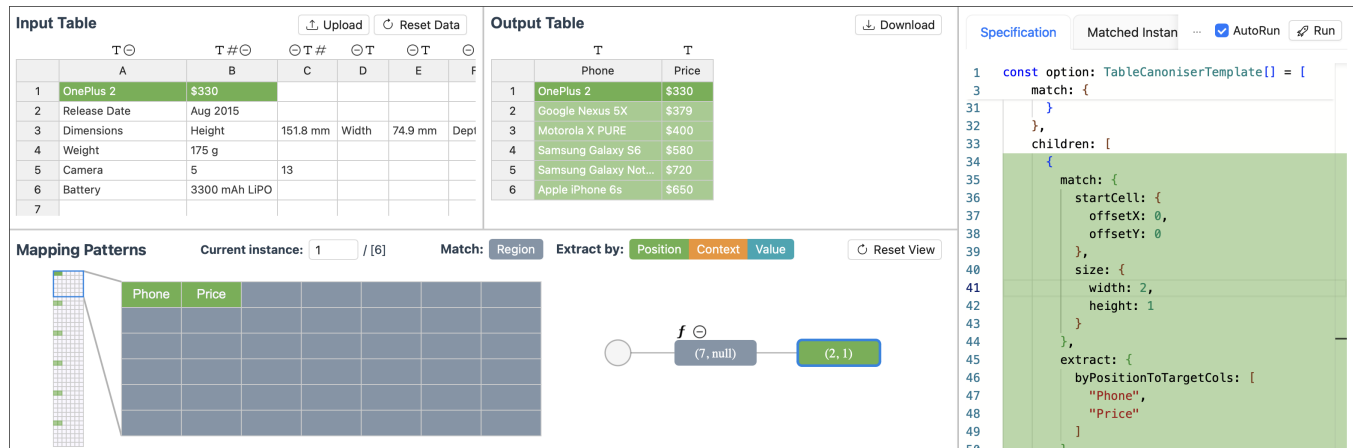 Input Table
Upload
Reset Data
T
T #
T #
T
T
A B C D E F
1 OnePlus 2 $330
2 Release Date Aug 2015
3 Dimensions Height 151.8 mm Width 74.9 mm Dept
4 Weight 175 g
5 Camera 5 13
6 Battery 3300 mAh LiPO
7
Output Table
Download
T T
Phone Price
1 OnePlus 2 $330
2 Google Nexus 5X $379
3 Motorola X PURE $400
4 Samsung Galaxy S6 $580
5 Samsung Galaxy Not... $720
6 Apple iPhone 6s $650
Mapping Patterns
Current instance: 1 / [6]
Match: Region
Extract by: Position Context Value
Reset View
Phone Price
f
(7, null)
(2, 1)
Specification
Matched Instan
...
AutoRun
Run
1 const option: TableCanoniserTemplate[] = [
3 match: {
31 }
32 },
33 children: [
34 {
35 match: {
36 startCell: {
37 offsetX: 0,
38 offsetY: 0
39 },
40 size: {
41 width: 2,
42 height: 1
43 }
44 },
45 extract: {
46 byPositionToTargetCols: [
47 "Phone",
48 "Price"
49 ]
50 }